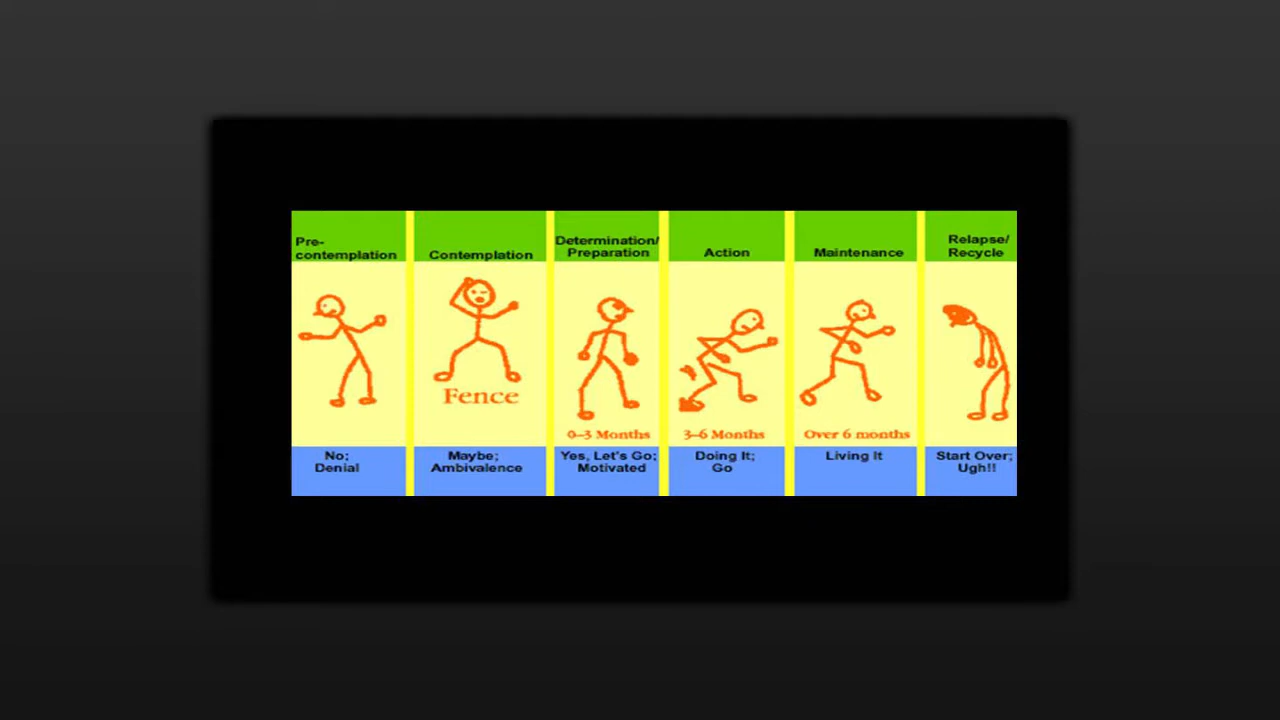 Pre-
contemplation
Contemplation
Determination/
Preparation
Action
Maintenance
Relapse/
Recycle
Fence
0–3 Months
3–6 Months
Over 6 months
No;
Denial
Maybe;
Ambivalence
Yes, Let's Go;
Motivated
Doing It;
Go
Living It
Start Over;
Ugh!!